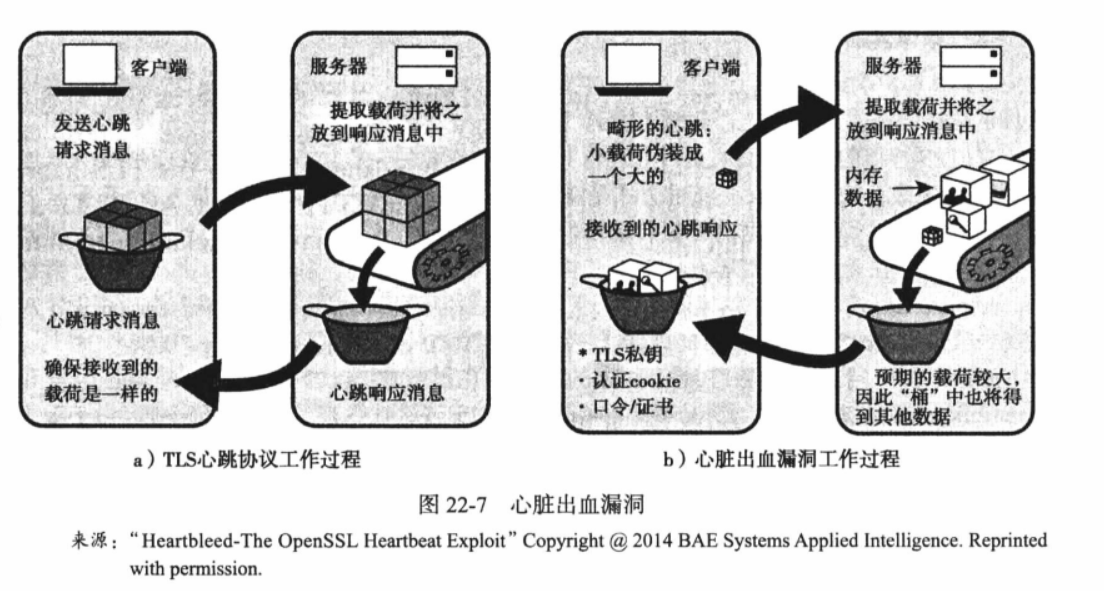 客户端
发送心跳
请求消息
心跳请求消息
确保接收到的
载荷是一样的
服务器
提取载荷并将之
放到响应消息中
心跳响应消息
a）TLS心跳协议工作过程
客户端
畸形的心跳：
小载荷伪装成
一个大的
接收到的心跳响应
* TLS私钥
· 认证cookie
· 口令/证书
服务器
提取载荷并将之
放到响应消息中
内存
数据
预期的载荷较大，
因此“桶”中也将得
到其他数据
b）心脏出血漏洞工作过程
图 22-7 心脏出血漏洞
来源：“Heartbleed-The OpenSSL Heartbeat Exploit” Copyright @ 2014 BAE Systems Applied Intelligence. Reprinted
with permission.